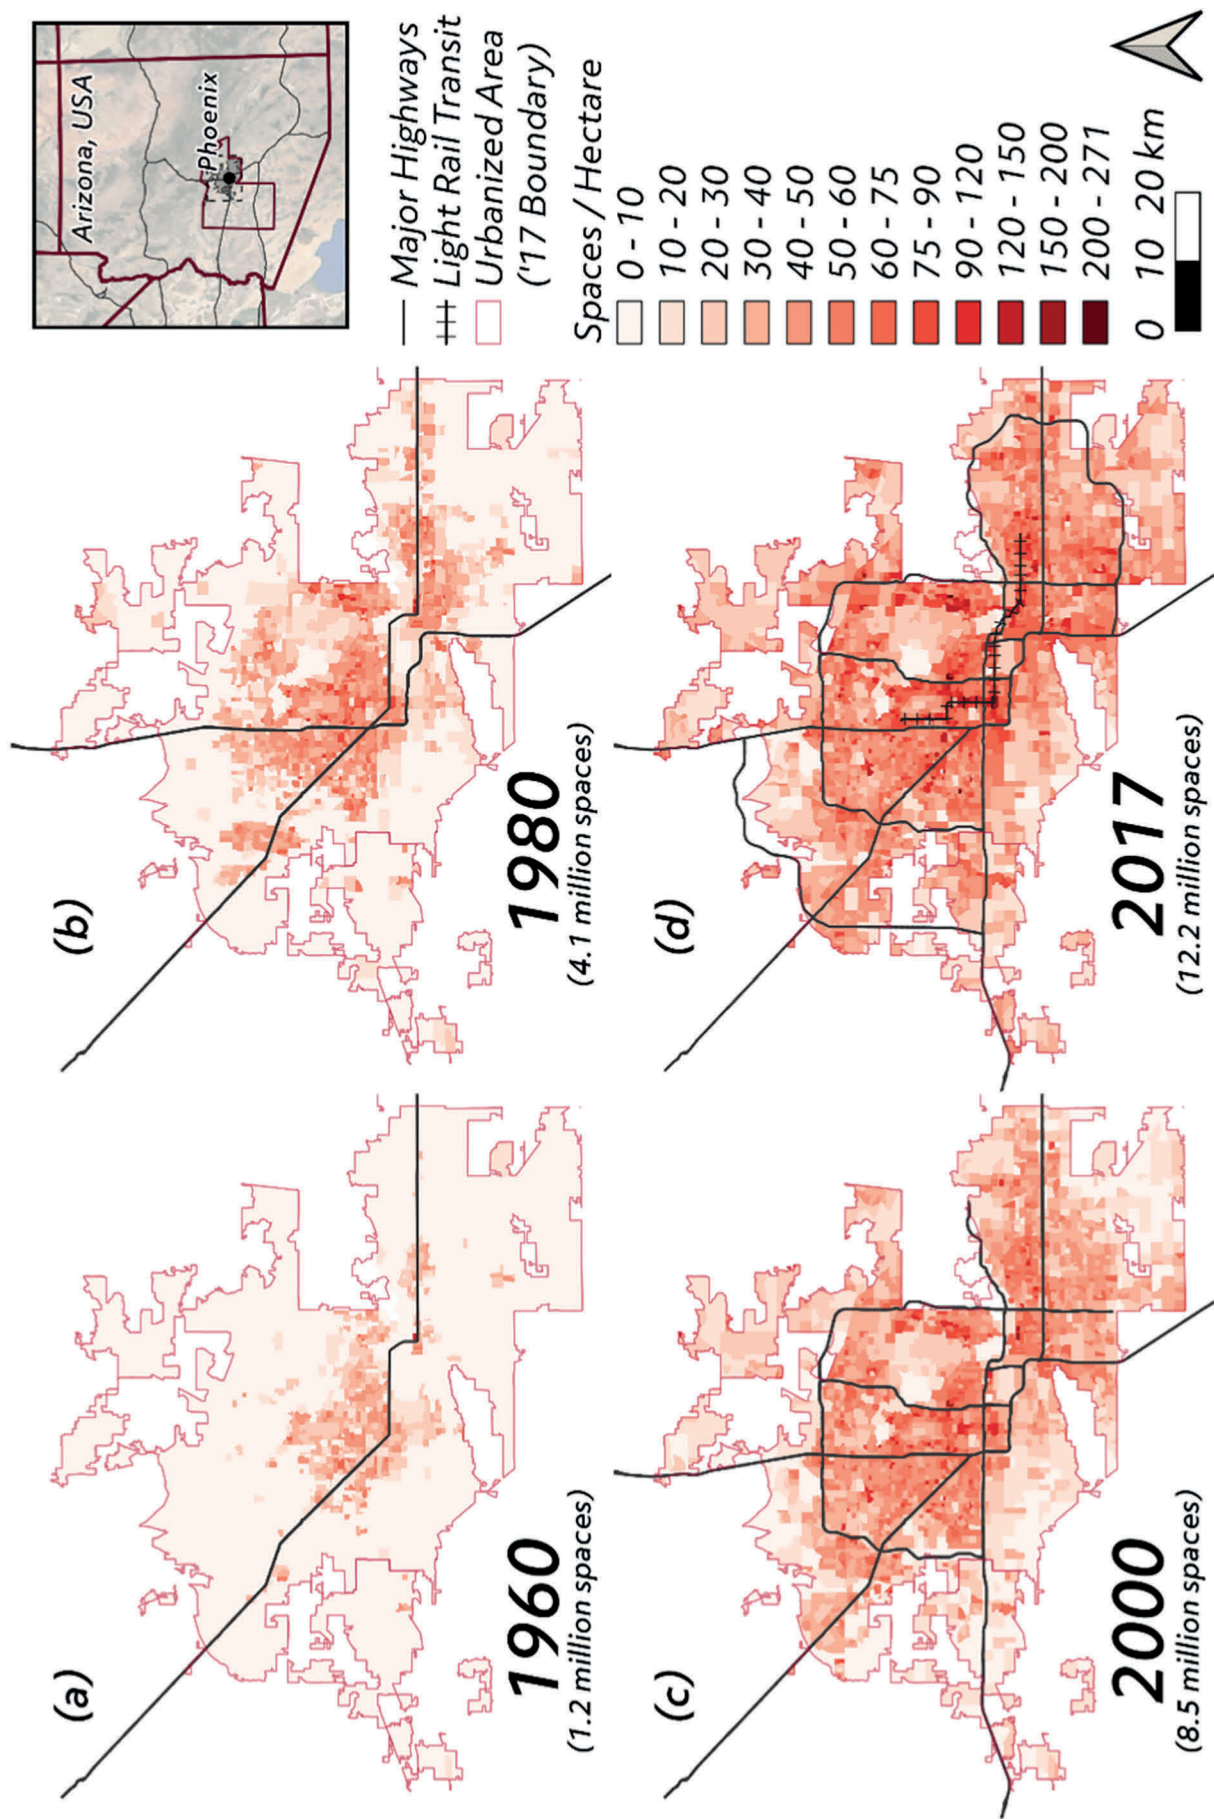 (a)
1960
(1.2 million spaces)
(b)
1980
(4.1 million spaces)
Arizona, USA
Phoenix
Major Highways
Light Rail Transit
Urbanized Area
('17 Boundary)
Spaces / Hectare
0 - 10
10 - 20
20 - 30
30 - 40
40 - 50
50 - 60
60 - 75
75 - 90
90 - 120
120 - 150
150 - 200
200 - 271
0 10 20 km
(c)
2000
(8.5 million spaces)
(d)
2017
(12.2 million spaces)